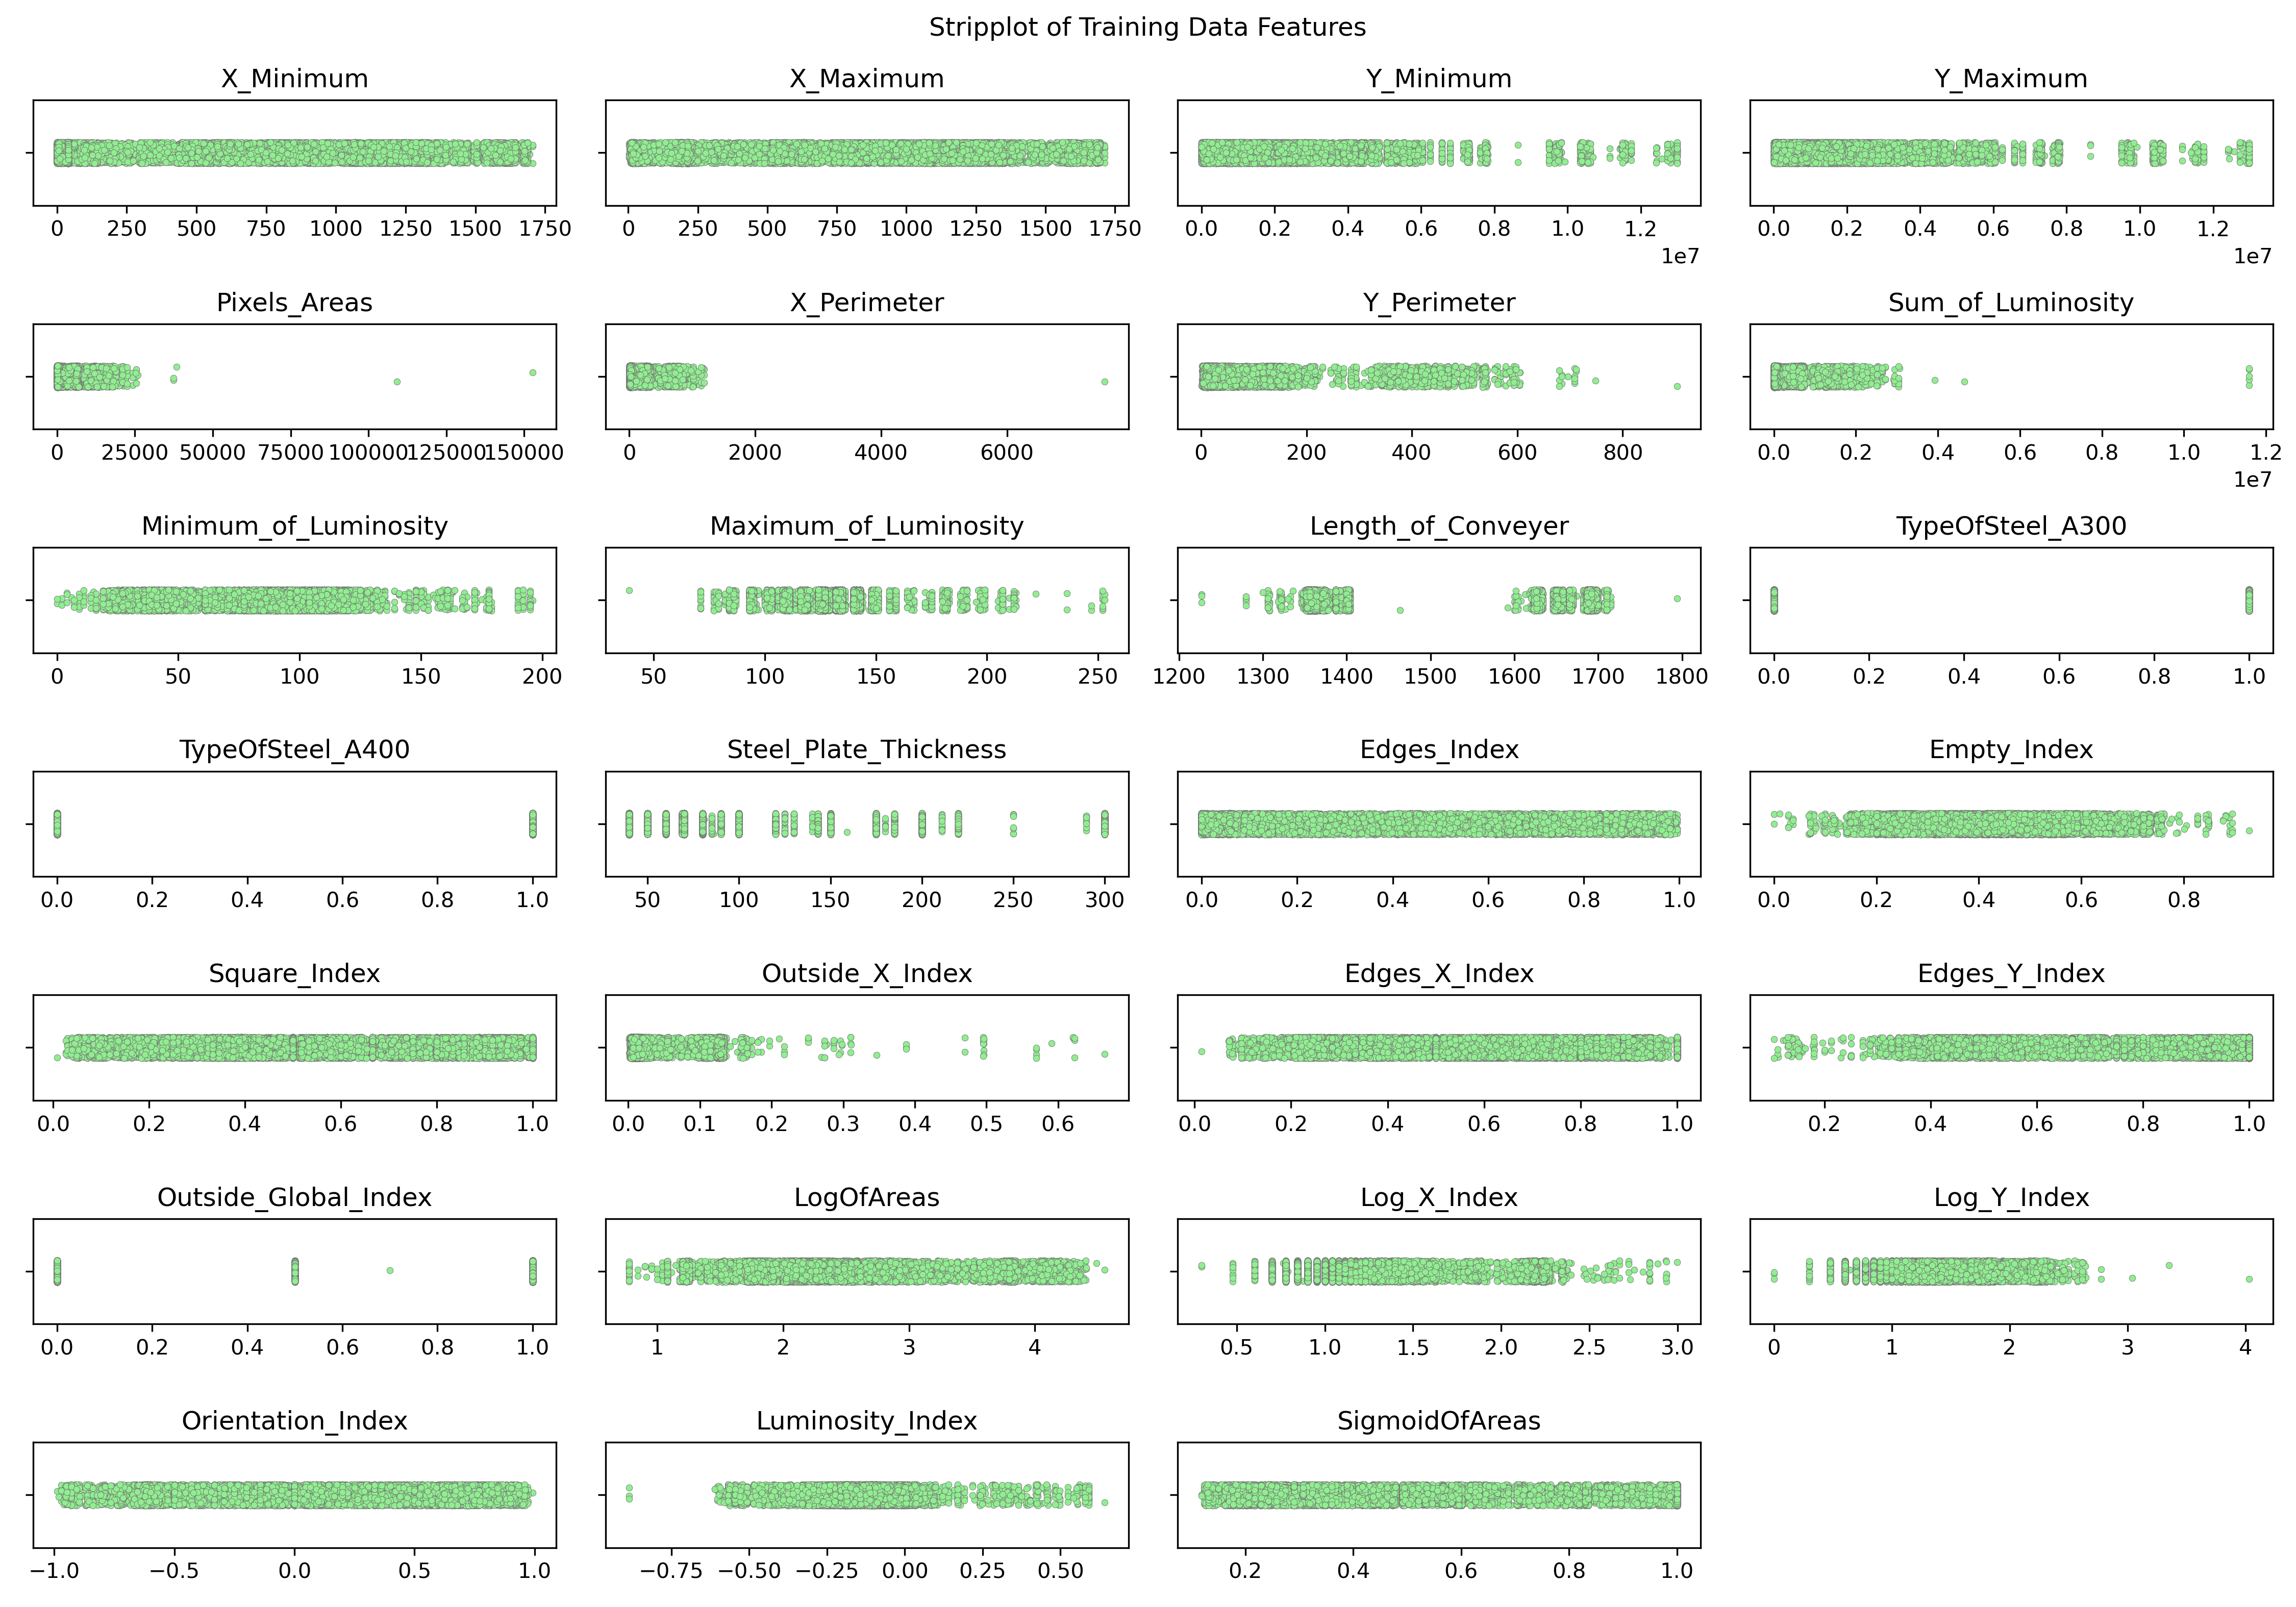 Stripplot of Training Data Features
X_Minimum X_Maximum Y_Minimum Y_Maximum
0 250 500 750 1000 1250 1500 1750 0 250 500 750 1000 1250 1500 1750 0.0 0.2 0.4 0.6 0.8 1.0 1.2 0.0 0.2 0.4 0.6 0.8 1.0 1.2
1e7 1e7
Pixels_Areas X_Perimeter Y_Perimeter Sum_of_Luminosity
0 25000 50000 75000 100000 125000 150000 0 2000 4000 6000 0 200 400 600 800 0.0 0.2 0.4 0.6 0.8 1.0 1.2
1e7
Minimum_of_Luminosity Maximum_of_Luminosity Length_of_Conveyer TypeOfSteel_A300
0 50 100 150 200 50 100 150 200 250 1200 1300 1400 1500 1600 1700 1800 0.0 0.2 0.4 0.6 0.8 1.0
TypeOfSteel_A400 Steel_Plate_Thickness Edges_Index Empty_Index
0.0 0.2 0.4 0.6 0.8 1.0 50 100 150 200 250 300 0.0 0.2 0.4 0.6 0.8 1.0 0.0 0.2 0.4 0.6 0.8
Square_Index Outside_X_Index Edges_X_Index Edges_Y_Index
0.0 0.2 0.4 0.6 0.8 1.0 0.0 0.1 0.2 0.3 0.4 0.5 0.6 0.0 0.2 0.4 0.6 0.8 1.0 0.2 0.4 0.6 0.8 1.0
Outside_Global_Index LogOfAreas Log_X_Index Log_Y_Index
0.0 0.2 0.4 0.6 0.8 1.0 1 2 3 4 0.5 1.0 1.5 2.0 2.5 3.0 0 1 2 3 4
Orientation_Index Luminosity_Index SigmoidOfAreas
−1.0 −0.5 0.0 0.5 1.0 −0.75 −0.50 −0.25 0.00 0.25 0.50 0.2 0.4 0.6 0.8 1.0